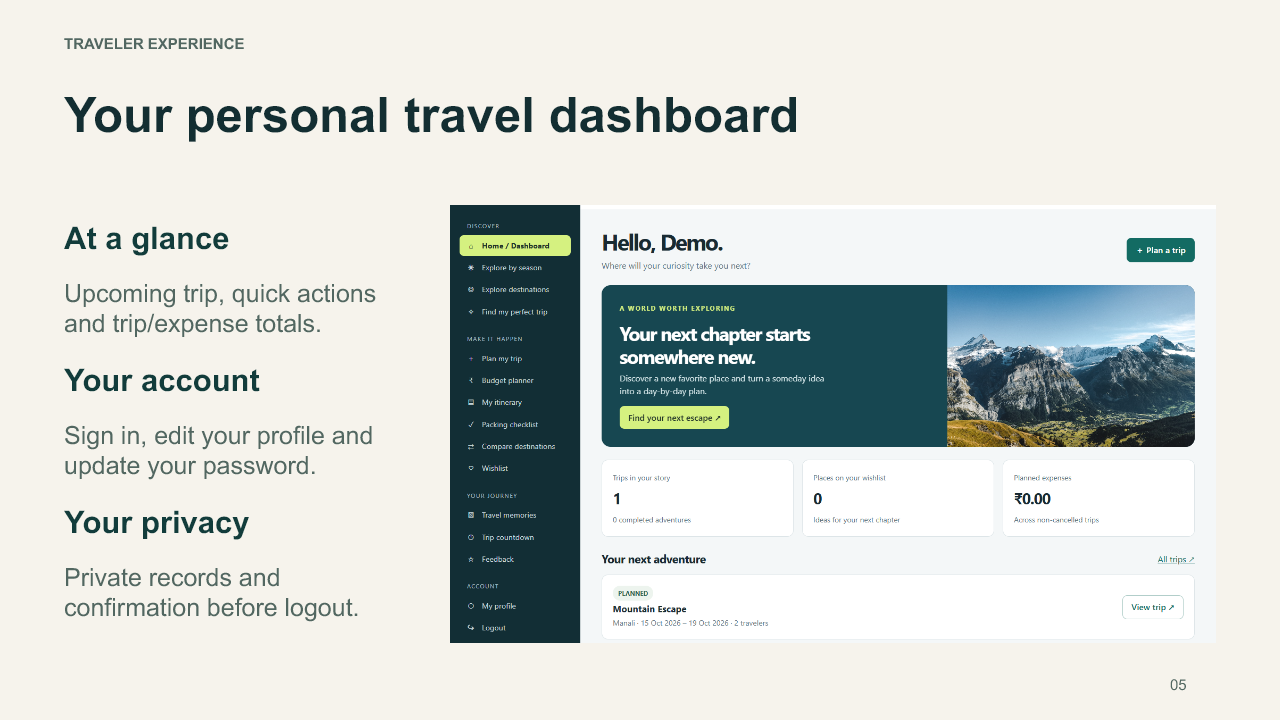 TRAVELER EXPERIENCE
Your personal travel dashboard
At a glance
Upcoming trip, quick actions
and trip/expense totals.
Your account
Sign in, edit your profile and
update your password.
Your privacy
Private records and
confirmation before logout.
DISCOVER
Home / Dashboard
Explore by season
Explore destinations
Find my perfect trip
MAKE IT HAPPEN
Plan my trip
Budget planner
My itinerary
Packing checklist
Compare destinations
Wishlist
YOUR JOURNEY
Travel memories
Trip countdown
Feedback
ACCOUNT
My profile
Logout
Hello, Demo.
Where will your curiosity take you next?
+ Plan a trip
A WORLD WORTH EXPLORING
Your next chapter starts
somewhere new.
Discover a new favorite place and turn a someday idea
into a day-by-day plan.
Find your next escape ↗
Trips in your story
1
0 completed adventures
Places on your wishlist
0
Ideas for your next chapter
Planned expenses
₹0.00
Across non-cancelled trips
Your next adventure
All trips ↗
PLANNED
Mountain Escape
Manali · 15 Oct 2026 – 19 Oct 2026 · 2 travelers
View trip ↗
05